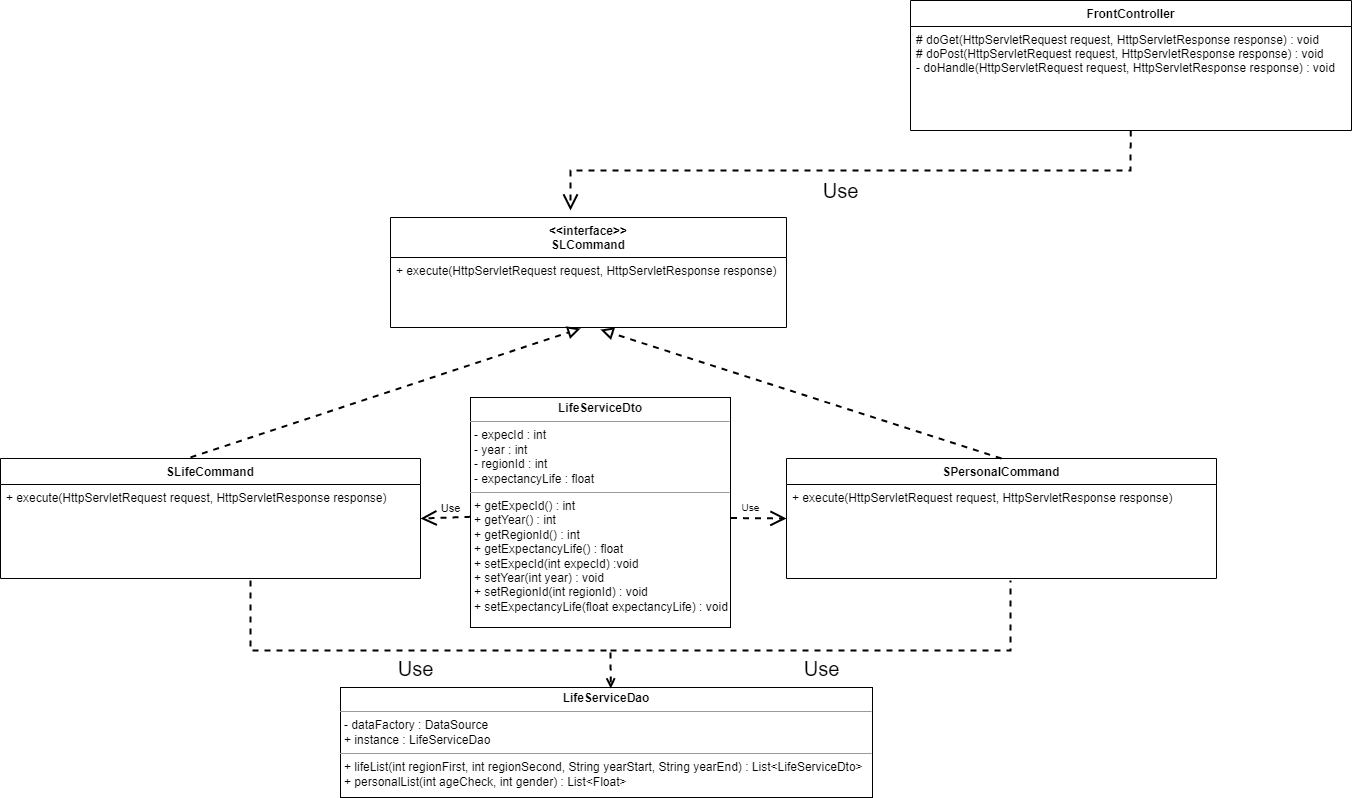 FrontController
# doGet(HttpServletRequest request, HttpServletResponse response) : void
# doPost(HttpServletRequest request, HttpServletResponse response) : void
- doHandle(HttpServletRequest request, HttpServletResponse response) : void
Use
<<interface>>
SLCommand
+ execute(HttpServletRequest request, HttpServletResponse response)
LifeServiceDto
- expecId : int
- year : int
- regionId : int
- expectancyLife : float
+ getExpecId() : int
+ getYear() : int
+ getRegionId() : int
+ getExpectancyLife() : float
+ setExpecId(int expecId) :void
+ setYear(int year) : void
+ setRegionId(int regionId) : void
+ setExpectancyLife(float expectancyLife) : void
SLifeCommand
+ execute(HttpServletRequest request, HttpServletResponse response)
Use
Use
SPersonalCommand
+ execute(HttpServletRequest request, HttpServletResponse response)
Use
Use
LifeServiceDao
- dataFactory : DataSource
+ instance : LifeServiceDao
+ lifeList(int regionFirst, int regionSecond, String yearStart, String yearEnd) : List<LifeServiceDto>
+ personalList(int ageCheck, int gender) : List<Float>